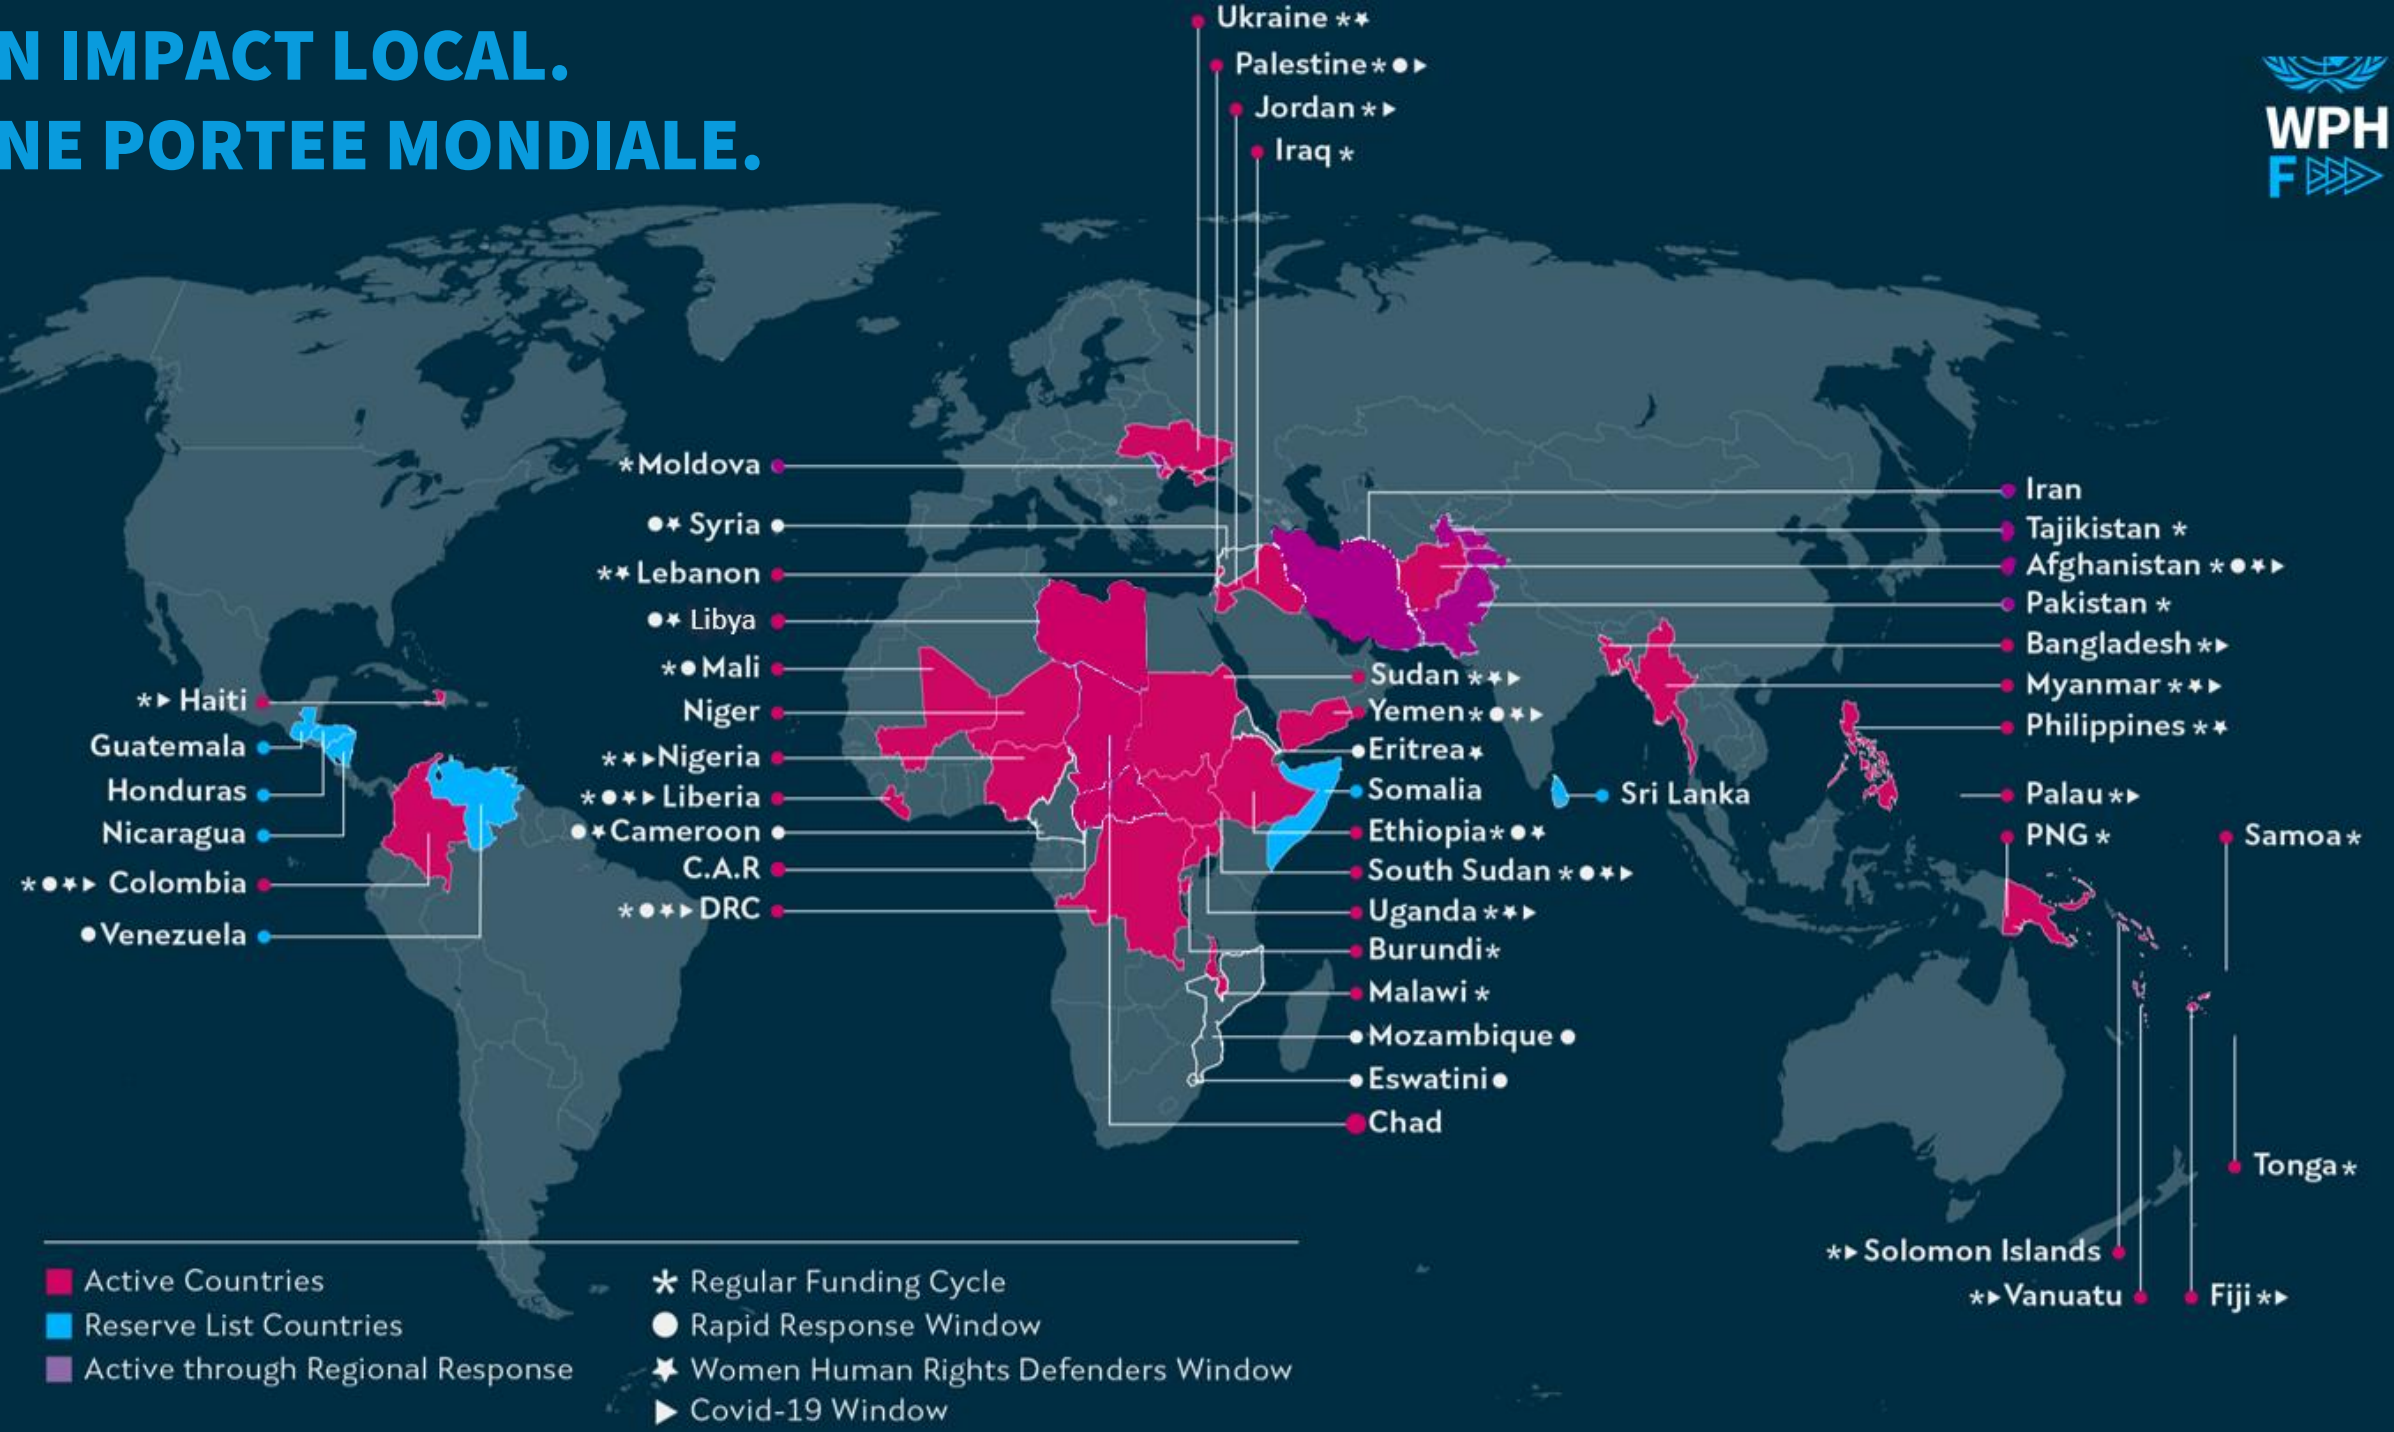 N IMPACT LOCAL.
NE PORTEE MONDIALE.
WPH
F
Ukraine
Palestine
Jordan
Iraq
Moldova
Syria
Lebanon
Libya
Mali
Niger
Nigeria
Liberia
Cameroon
C.A.R
DRC
Haiti
Guatemala
Honduras
Nicaragua
Colombia
Venezuela
Sudan
Yemen
Eritrea
Somalia
Ethiopia
South Sudan
Uganda
Burundi
Malawi
Mozambique
Eswatini
Chad
Sri Lanka
Iran
Tajikistan
Afghanistan
Pakistan
Bangladesh
Myanmar
Philippines
Palau
PNG
Samoa
Tonga
Solomon Islands
Vanuatu
Fiji
Active Countries
Reserve List Countries
Active through Regional Response
Regular Funding Cycle
Rapid Response Window
Women Human Rights Defenders Window
Covid-19 Window